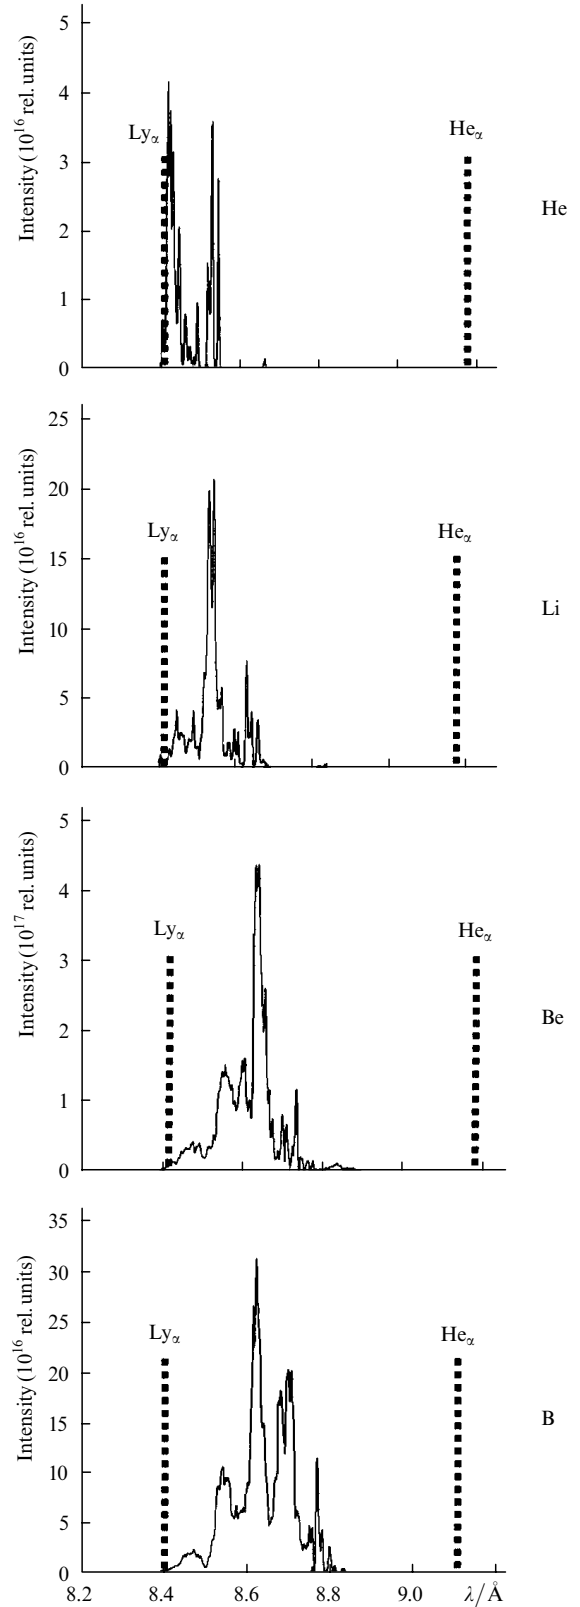 Intensity (10¹⁶ rel. units)
5
4
3
2
1
0
Lyα
Heα
He
Intensity (10¹⁶ rel. units)
25
20
15
10
5
0
Lyα
Heα
Li
Intensity (10¹⁷ rel. units)
5
4
3
2
1
0
Lyα
Heα
Be
Intensity (10¹⁶ rel. units)
35
30
25
20
15
10
5
0
Lyα
Heα
B
8.2 8.4 8.6 8.8 9.0 λ/Å